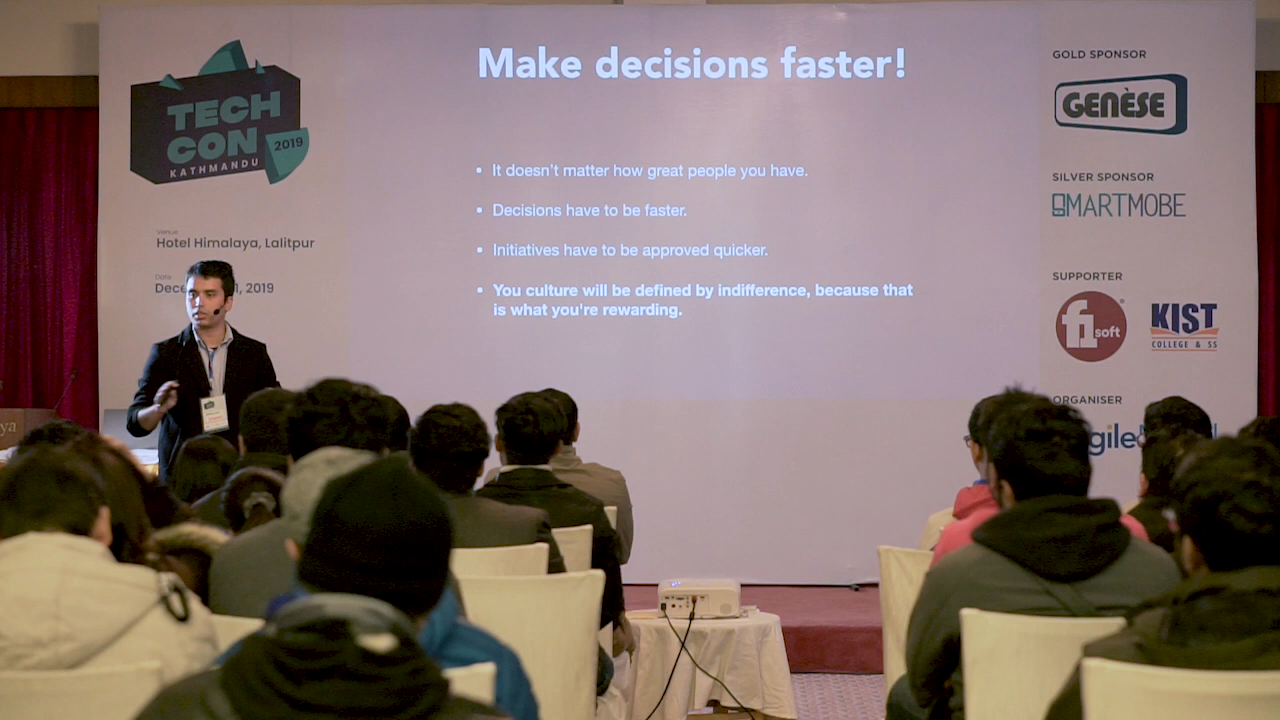 TECH
CON
2019
KATHMANDU
Venue
Hotel Himalaya, Lalitpur
Date
2019
Make decisions faster!
• It doesn't matter how great people you have.
• Decisions have to be faster.
• Initiatives have to be approved quicker.
• You culture will be defined by indifference, because that
is what you're rewarding.
GOLD SPONSOR
GENÈSE
SILVER SPONSOR
SMARTMOBE
SUPPORTER
f1soft
KIST
COLLEGE & SS
ORGANISER